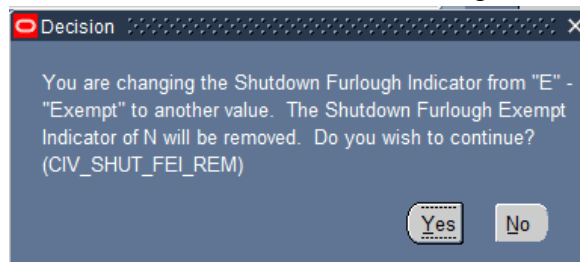 Decision
You are changing the Shutdown Furlough Indicator from "E" -
"Exempt" to another value. The Shutdown Furlough Exempt
Indicator of N will be removed. Do you wish to continue?
(CIV_SHUT_FEI_REM)
Yes No